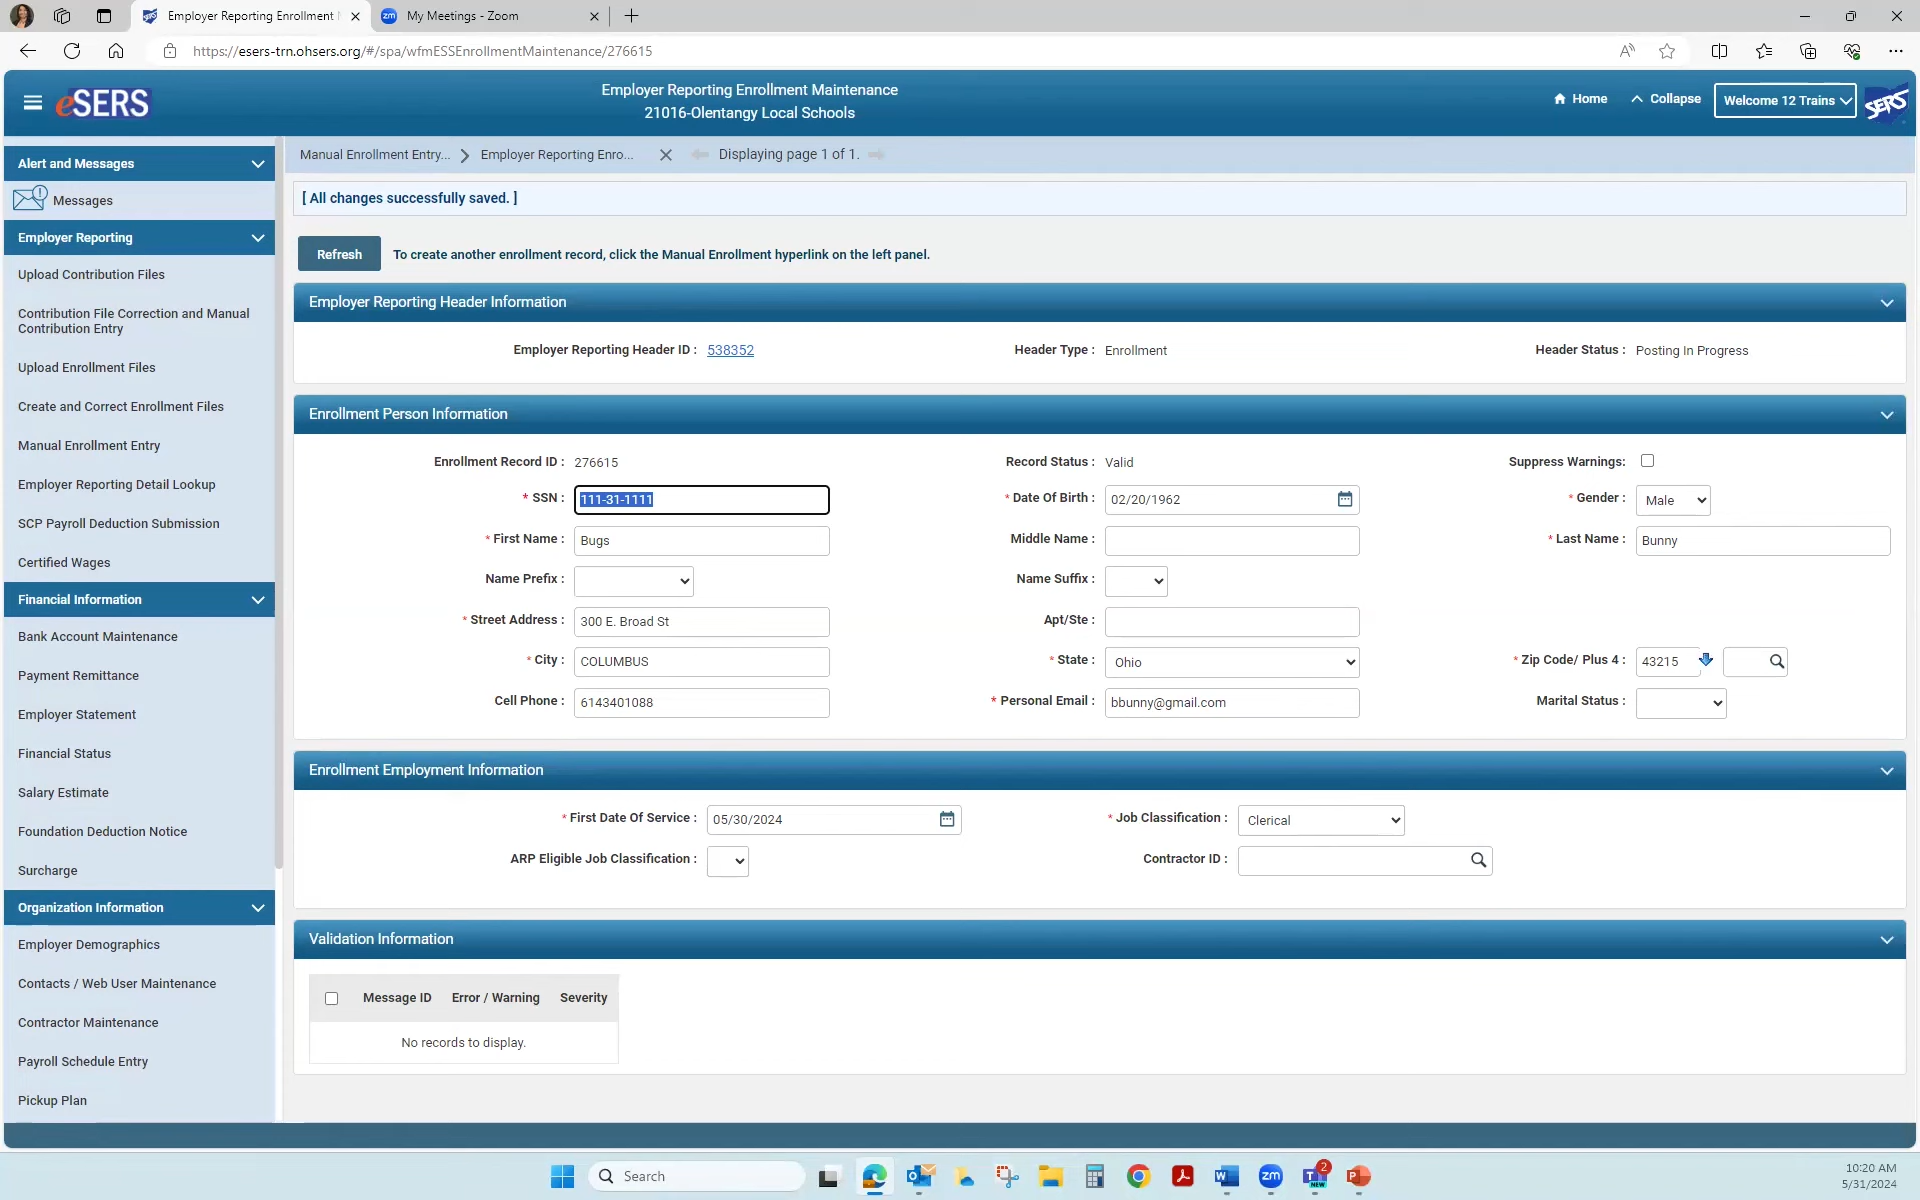 Employer Reporting Enrollment
My Meetings - Zoom
https://esers-trn.ohsers.org/#/spa/wfmESSEnrollmentMaintenance/276615
eSERS
Employer Reporting Enrollment Maintenance
21016-Olentangy Local Schools
Home
Collapse
Welcome 12 Trains
SERS
Alert and Messages
Messages
Employer Reporting
Upload Contribution Files
Contribution File Correction and Manual
Contribution Entry
Upload Enrollment Files
Create and Correct Enrollment Files
Manual Enrollment Entry
Employer Reporting Detail Lookup
SCP Payroll Deduction Submission
Certified Wages
Financial Information
Bank Account Maintenance
Payment Remittance
Employer Statement
Financial Status
Salary Estimate
Foundation Deduction Notice
Surcharge
Organization Information
Employer Demographics
Contacts / Web User Maintenance
Contractor Maintenance
Payroll Schedule Entry
Pickup Plan
Manual Enrollment Entry...
Employer Reporting Enro...
Displaying page 1 of 1.
[ All changes successfully saved. ]
Refresh
To create another enrollment record, click the Manual Enrollment hyperlink on the left panel.
Employer Reporting Header Information
Employer Reporting Header ID : 538352
Header Type : Enrollment
Header Status : Posting In Progress
Enrollment Person Information
Enrollment Record ID : 276615
Record Status : Valid
Suppress Warnings:
* SSN : 111-31-1111
* Date Of Birth : 02/20/1962
* Gender : Male
* First Name : Bugs
Middle Name :
* Last Name : Bunny
Name Prefix :
Name Suffix :
* Street Address : 300 E. Broad St
Apt/Ste :
* City : COLUMBUS
* State : Ohio
* Zip Code/ Plus 4 : 43215
Cell Phone : 6143401088
* Personal Email : bbunny@gmail.com
Marital Status :
Enrollment Employment Information
* First Date Of Service : 05/30/2024
* Job Classification : Clerical
ARP Eligible Job Classification :
Contractor ID :
Validation Information
Message ID
Error / Warning
Severity
No records to display.
Search
2
10:20 AM
5/31/2024